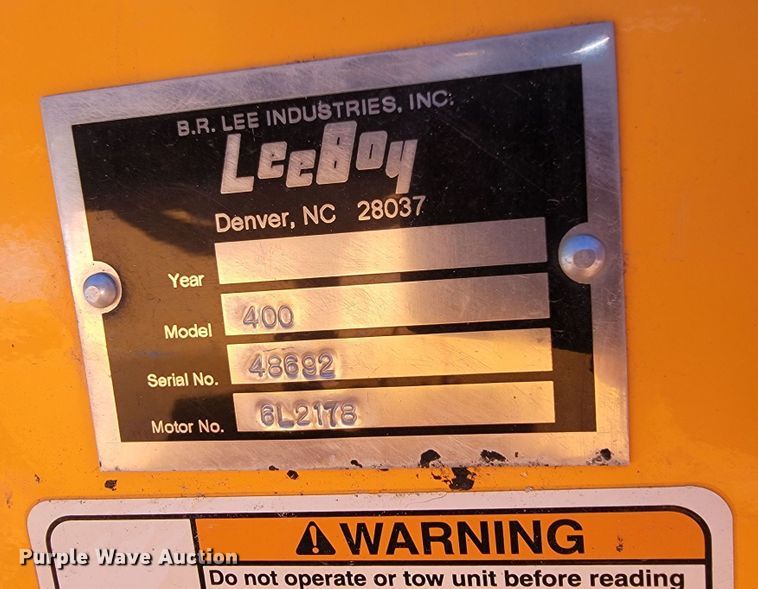 B.R. LEE INDUSTRIES, INC.
LeeBoy
Denver, NC 28037
Year
Model 400
Serial No. 48692
Motor No. 6L2178
WARNING
Purple Wave Auction
Do not operate or tow unit before reading